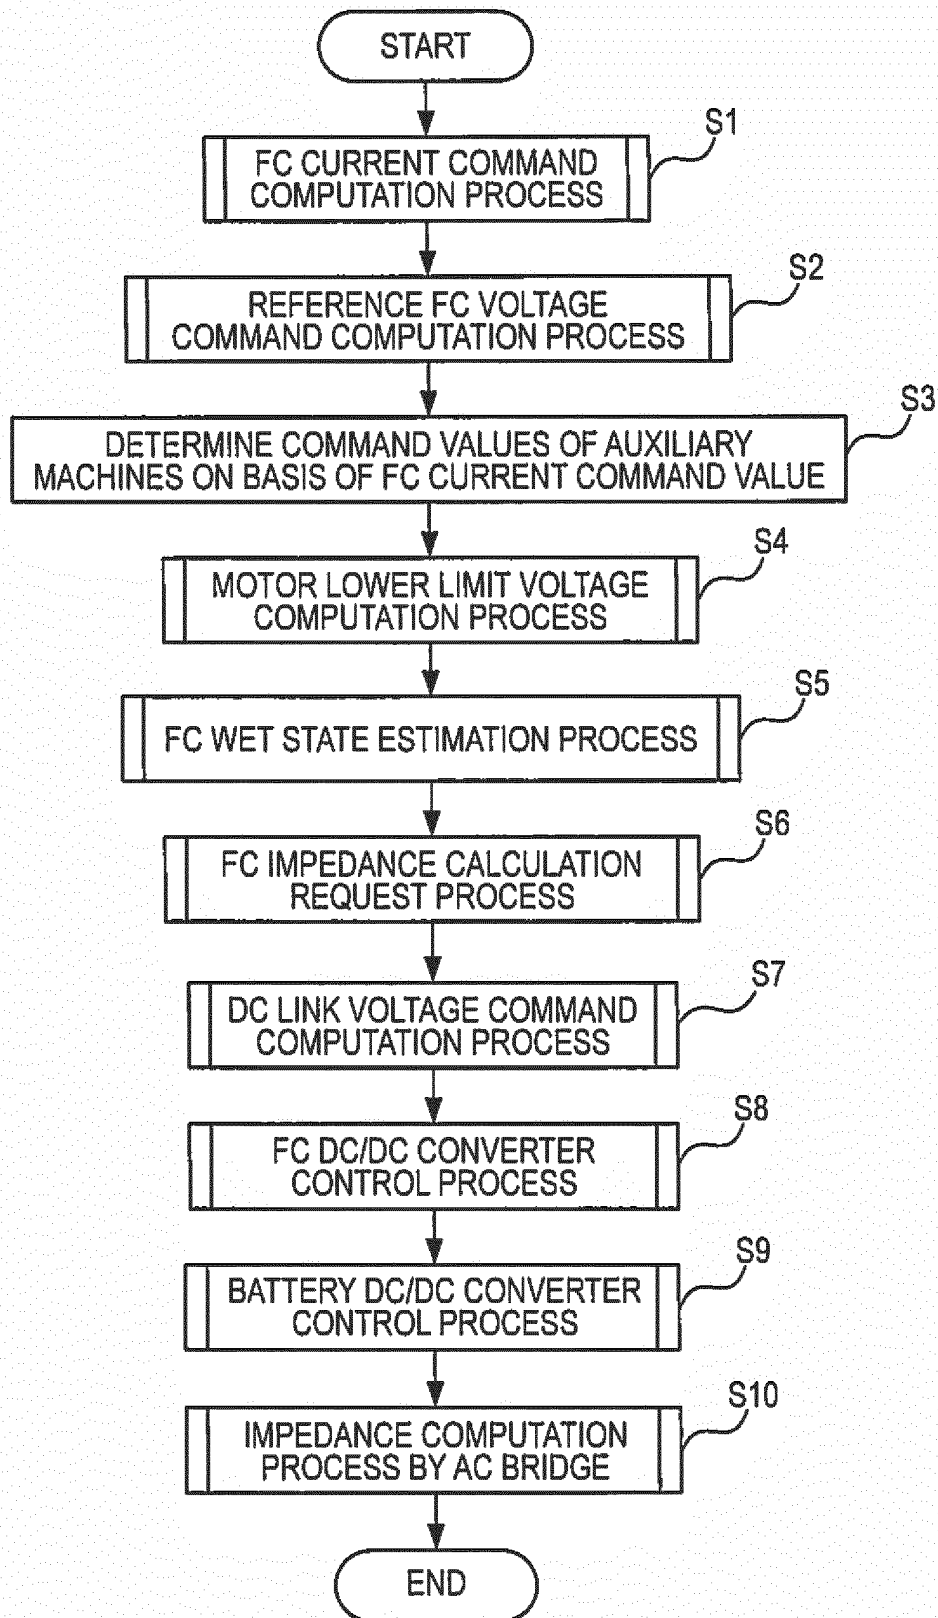 START
S1
FC CURRENT COMMAND
COMPUTATION PROCESS
S2
REFERENCE FC VOLTAGE
COMMAND COMPUTATION PROCESS
S3
DETERMINE COMMAND VALUES OF AUXILIARY
MACHINES ON BASIS OF FC CURRENT COMMAND VALUE
S4
MOTOR LOWER LIMIT VOLTAGE
COMPUTATION PROCESS
S5
FC WET STATE ESTIMATION PROCESS
S6
FC IMPEDANCE CALCULATION
REQUEST PROCESS
S7
DC LINK VOLTAGE COMMAND
COMPUTATION PROCESS
S8
FC DC/DC CONVERTER
CONTROL PROCESS
S9
BATTERY DC/DC CONVERTER
CONTROL PROCESS
S10
IMPEDANCE COMPUTATION
PROCESS BY AC BRIDGE
END